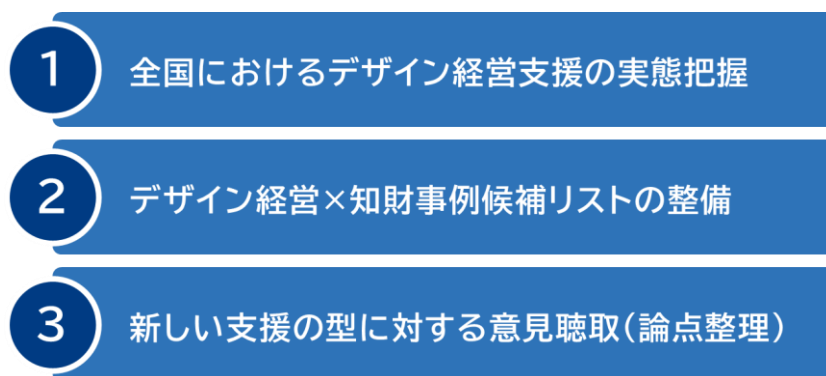 1 全国におけるデザイン経営支援の実態把握
2 デザイン経営×知財事例候補リストの整備
3 新しい支援の型に対する意見聴取(論点整理)